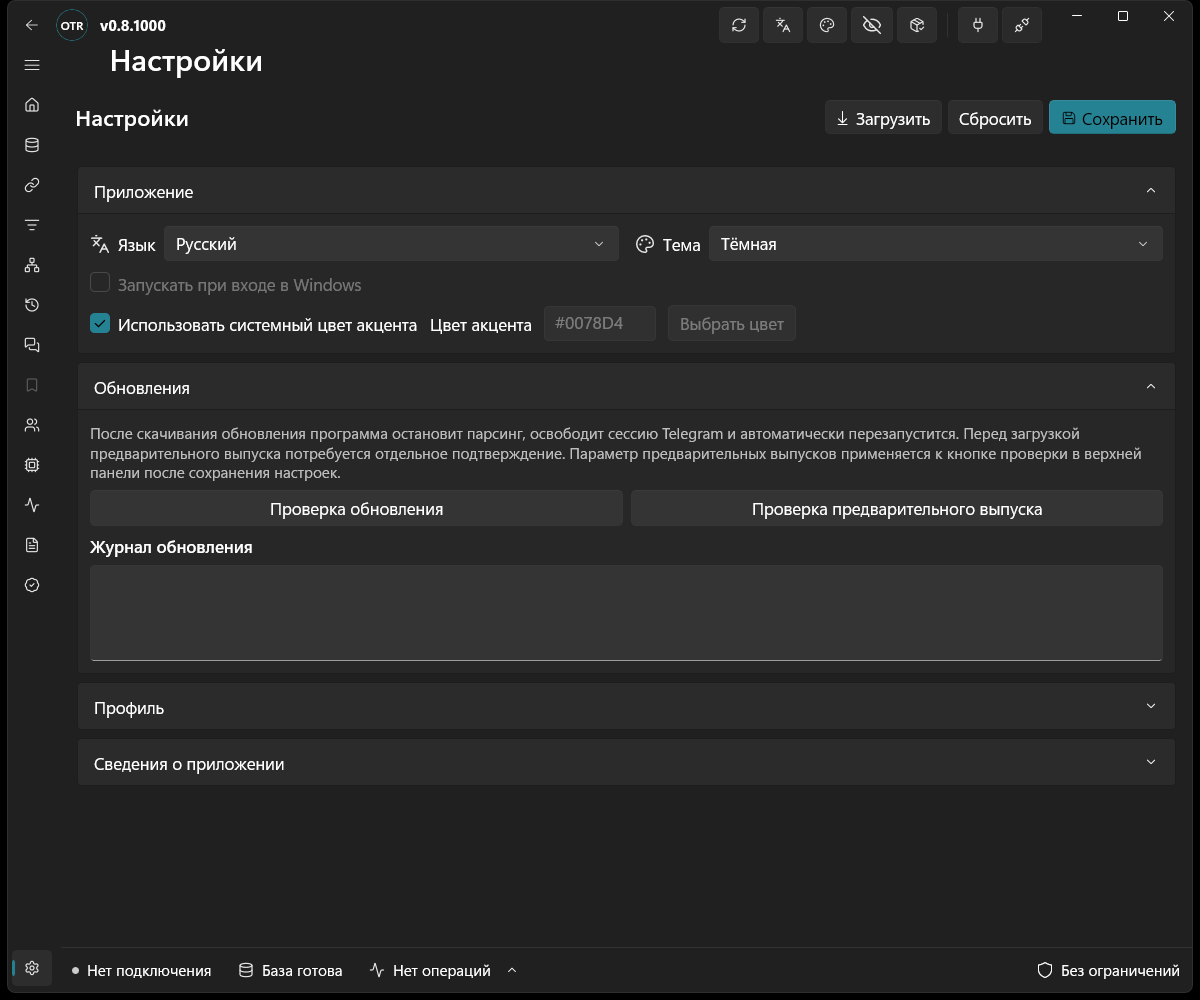 OTR v0.8.1000
Настройки
Настройки
Загрузить Сбросить Сохранить
Приложение
Язык Русский Тема Тёмная
Запускать при входе в Windows
Использовать системный цвет акцента Цвет акцента #0078D4 Выбрать цвет
Обновления
После скачивания обновления программа остановит парсинг, освободит сессию Telegram и автоматически перезапустится. Перед загрузкой
предварительного выпуска потребуется отдельное подтверждение. Параметр предварительных выпусков применяется к кнопке проверки в верхней
панели после сохранения настроек.
Проверка обновления Проверка предварительного выпуска
Журнал обновления
Профиль
Сведения о приложении
Нет подключения База готова Нет операций Без ограничений